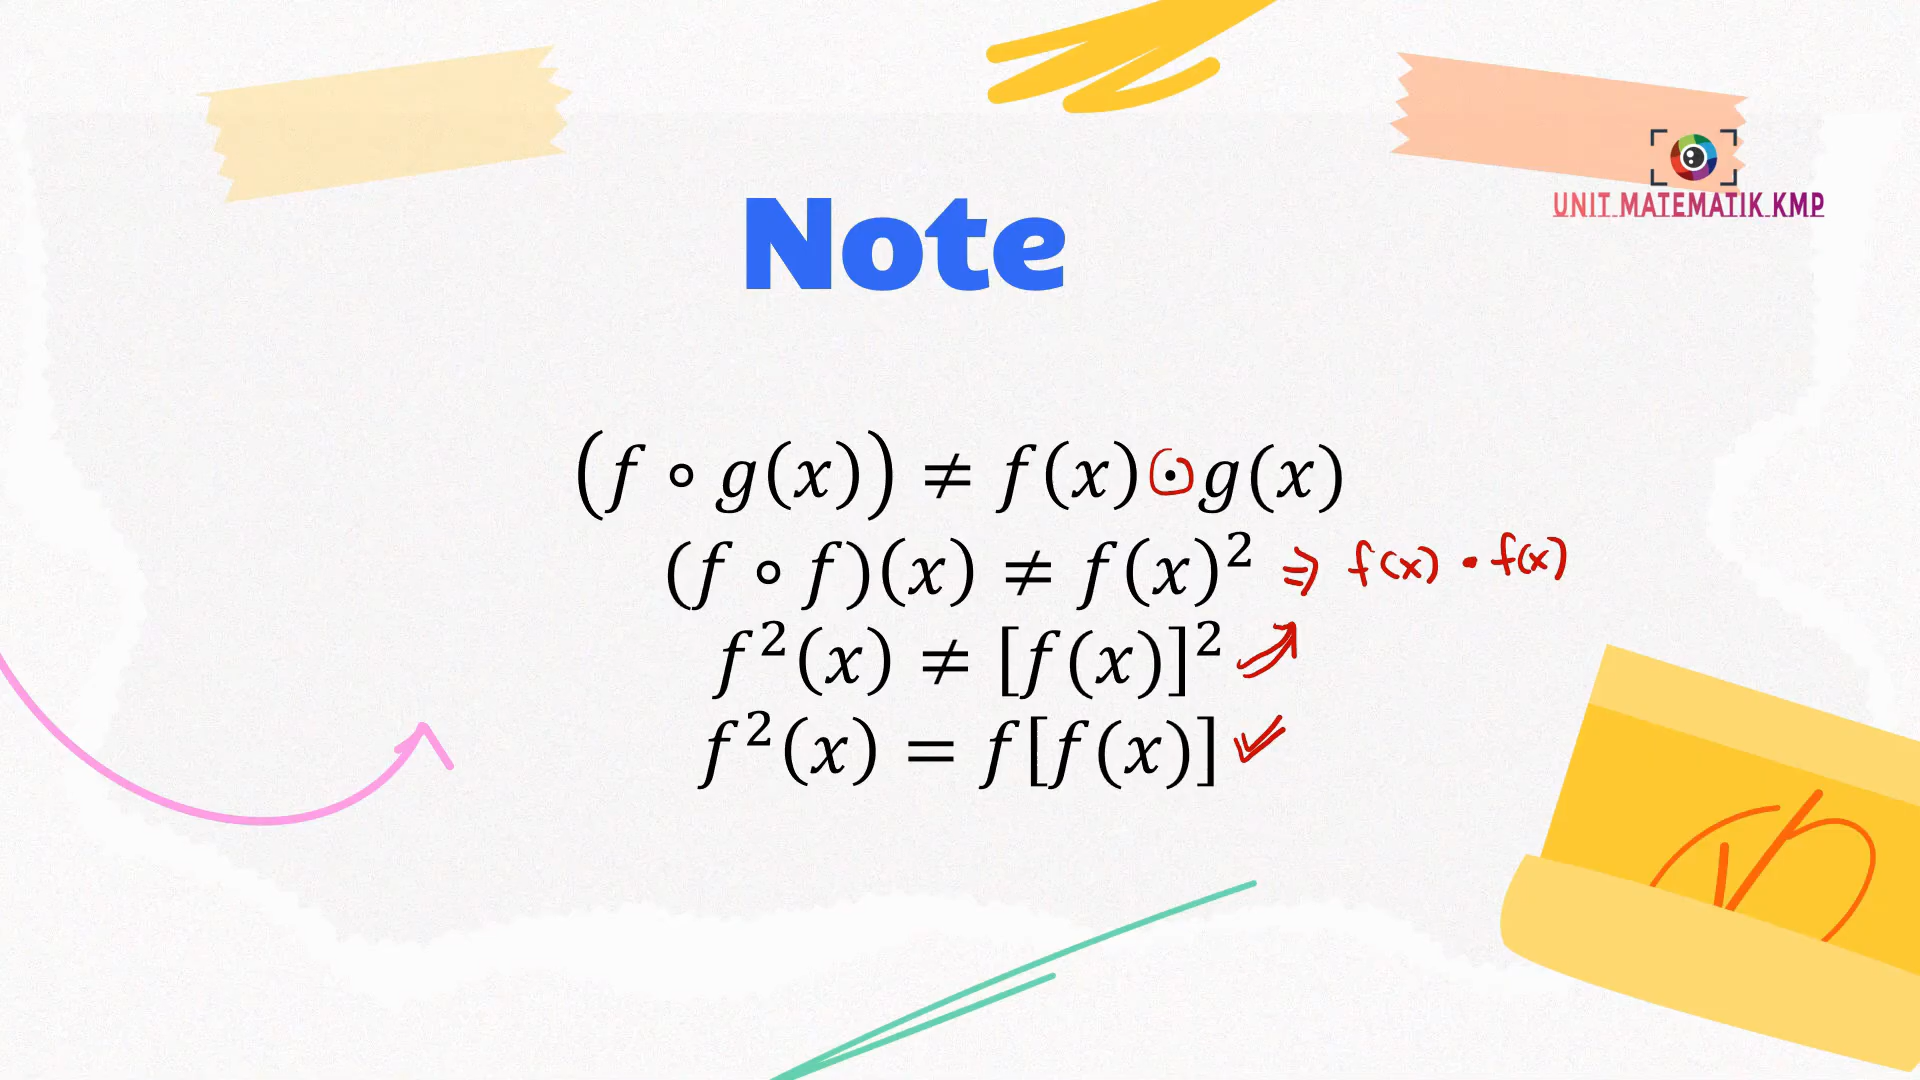 UNIT MATEMATIK KMP
Note
(f ∘ g(x)) ≠ f(x) · g(x)
(f ∘ f)(x) ≠ f(x)² ⇒ f(x) · f(x)
f²(x) ≠ [f(x)]²
f²(x) = f[f(x)] ✓